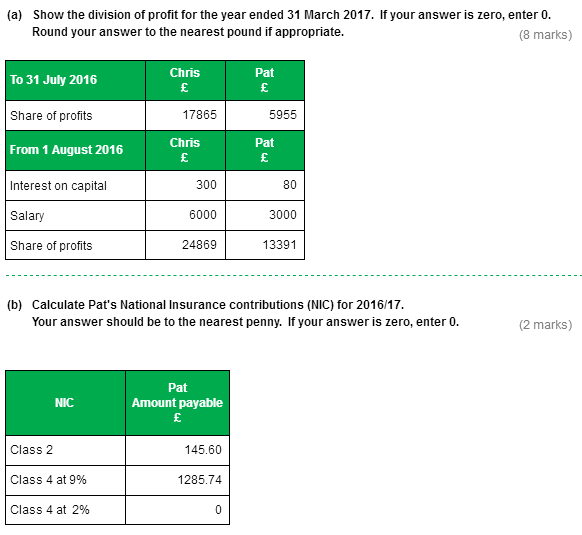 (a) Show the division of profit for the year ended 31 March 2017. If your answer is zero, enter 0.
Round your answer to the nearest pound if appropriate. (8 marks)
To 31 July 2016 Chris £ Pat £
Share of profits 17865 5955
From 1 August 2016 Chris £ Pat £
Interest on capital 300 80
Salary 6000 3000
Share of profits 24869 13391
(b) Calculate Pat's National Insurance contributions (NIC) for 2016/17.
Your answer should be to the nearest penny. If your answer is zero, enter 0. (2 marks)
NIC Pat Amount payable £
Class 2 145.60
Class 4 at 9% 1285.74
Class 4 at 2% 0